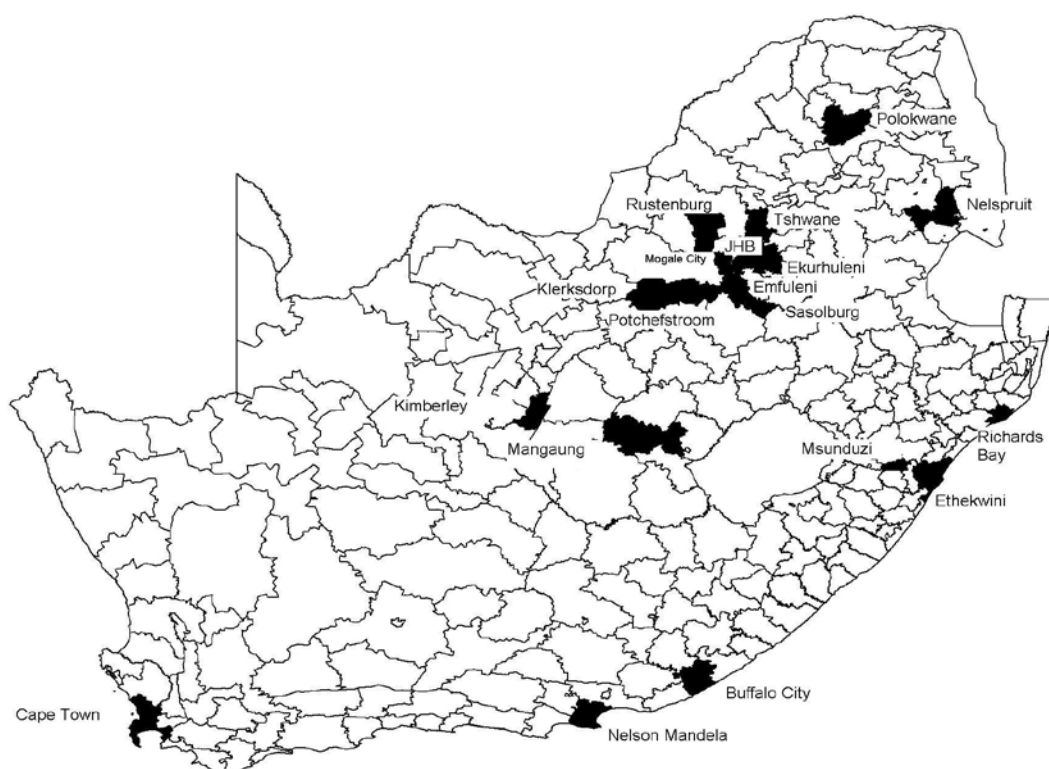 Polokwane
Nelspruit
Rustenburg
Tshwane
JHB
Mogale City
Ekurhuleni
Klerksdorp
Emfuleni
Sasolburg
Potchefstroom
Kimberley
Mangaung
Msunduzi
Richards
Bay
Ethekwini
Buffalo City
Cape Town
Nelson Mandela